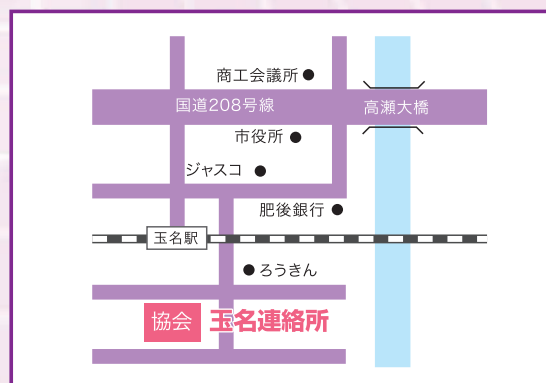 商工会議所
国道208号線
高瀬大橋
市役所
ジャスコ
肥後銀行
玉名駅
ろうきん
協会 玉名連絡所